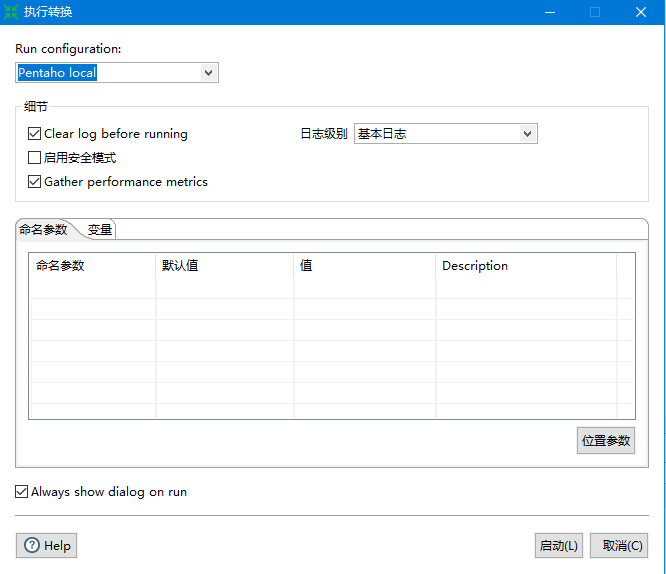 执行转换
Run configuration:
Pentaho local
细节
Clear log before running
日志级别 基本日志
启用安全模式
Gather performance metrics
命名参数 变量
命名参数 默认值 值 Description
位置参数
Always show dialog on run
Help 启动(L) 取消(C)